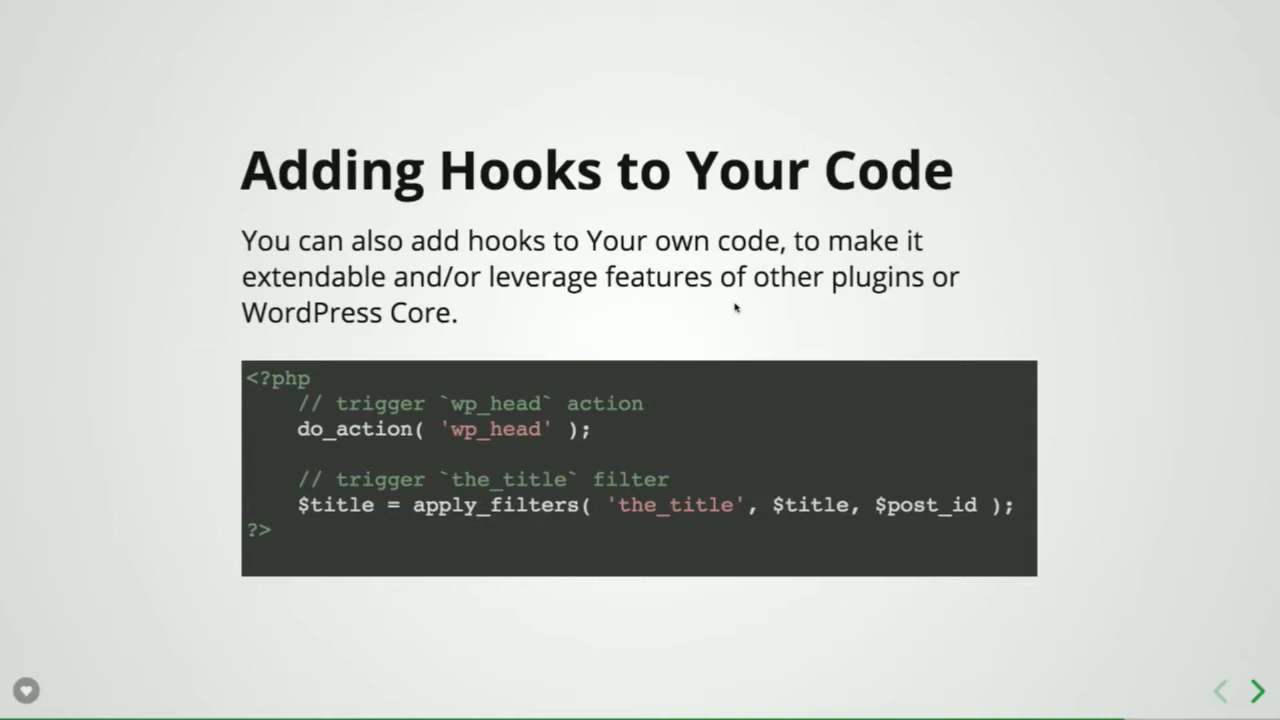 Adding Hooks to Your Code
You can also add hooks to Your own code, to make it
extendable and/or leverage features of other plugins or
WordPress Core.
<?php
// trigger `wp_head` action
do_action( 'wp_head' );
// trigger `the_title` filter
$title = apply_filters( 'the_title', $title, $post_id );
?>